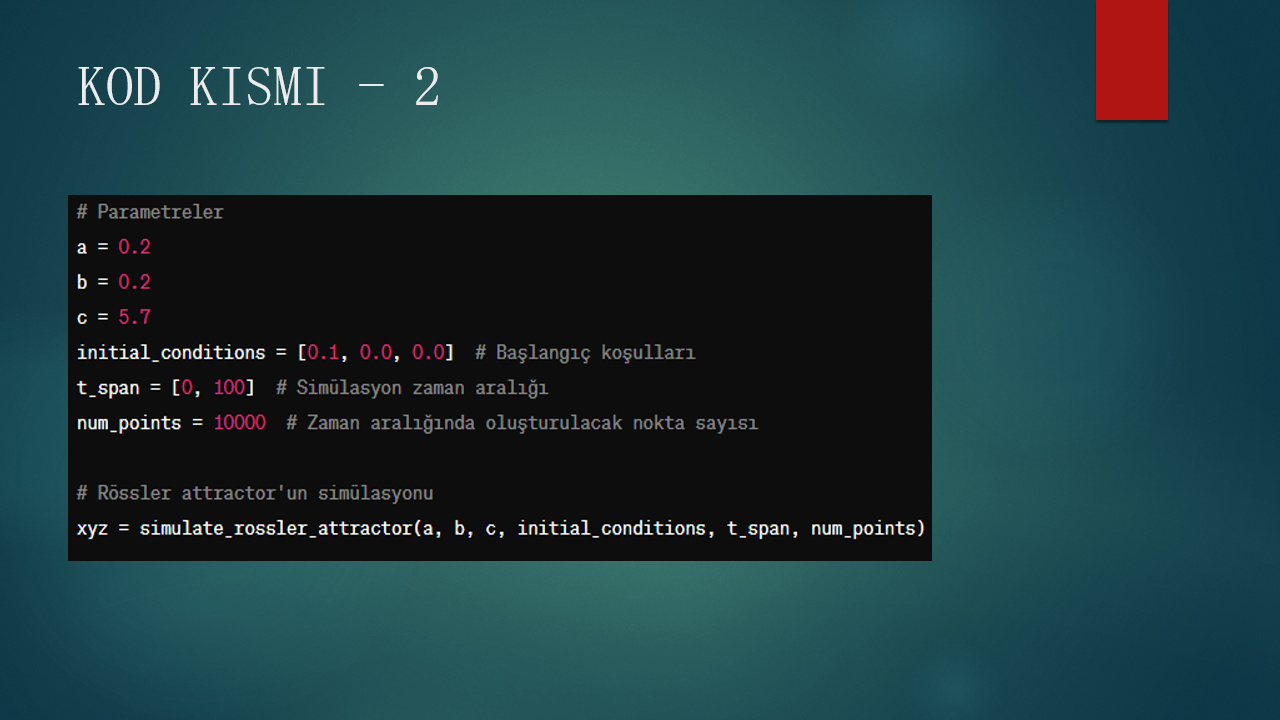 KOD KISMI - 2
# Parametreler
a = 0.2
b = 0.2
c = 5.7
initial_conditions = [0.1, 0.0, 0.0]  # Başlangıç koşulları
t_span = [0, 100]  # Simülasyon zaman aralığı
num_points = 10000  # Zaman aralığında oluşturulacak nokta sayısı
# Rössler attractor'un simülasyonu
xyz = simulate_rossler_attractor(a, b, c, initial_conditions, t_span, num_points)